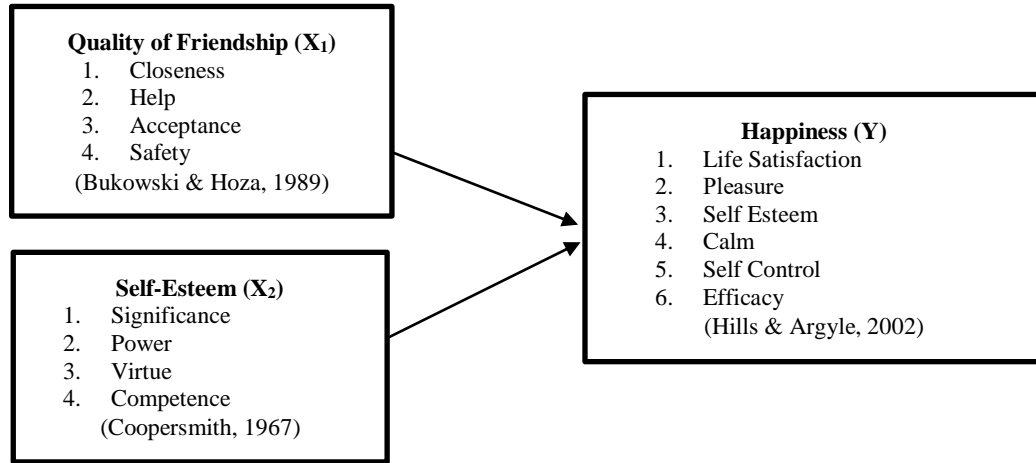 Quality of Friendship (X₁)
1. Closeness
2. Help
3. Acceptance
4. Safety
(Bukowski & Hoza, 1989)
Self-Esteem (X₂)
1. Significance
2. Power
3. Virtue
4. Competence
(Coopersmith, 1967)
Happiness (Y)
1. Life Satisfaction
2. Pleasure
3. Self Esteem
4. Calm
5. Self Control
6. Efficacy
(Hills & Argyle, 2002)